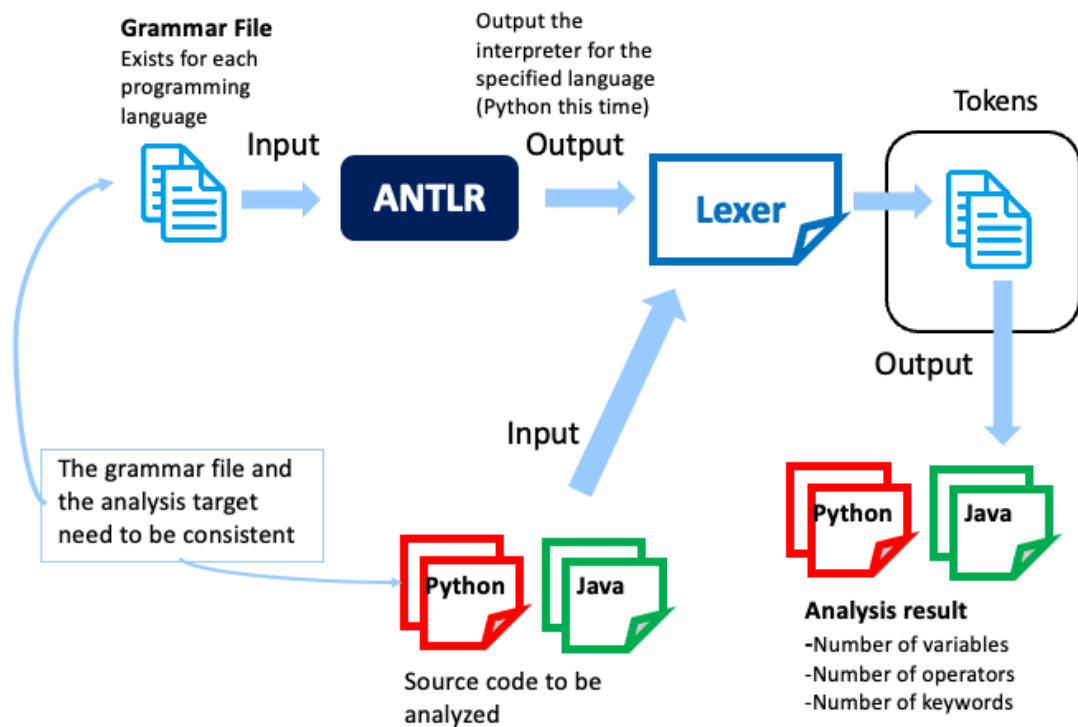 Grammar File
Exists for each
programming
language
Output the
interpreter for the
specified language
(Python this time)
Tokens
Input
Output
ANTLR
Lexer
Output
Input
The grammar file and
the analysis target
need to be consistent
Python
Java
Source code to be
analyzed
Python
Java
Analysis result
-Number of variables
-Number of operators
-Number of keywords